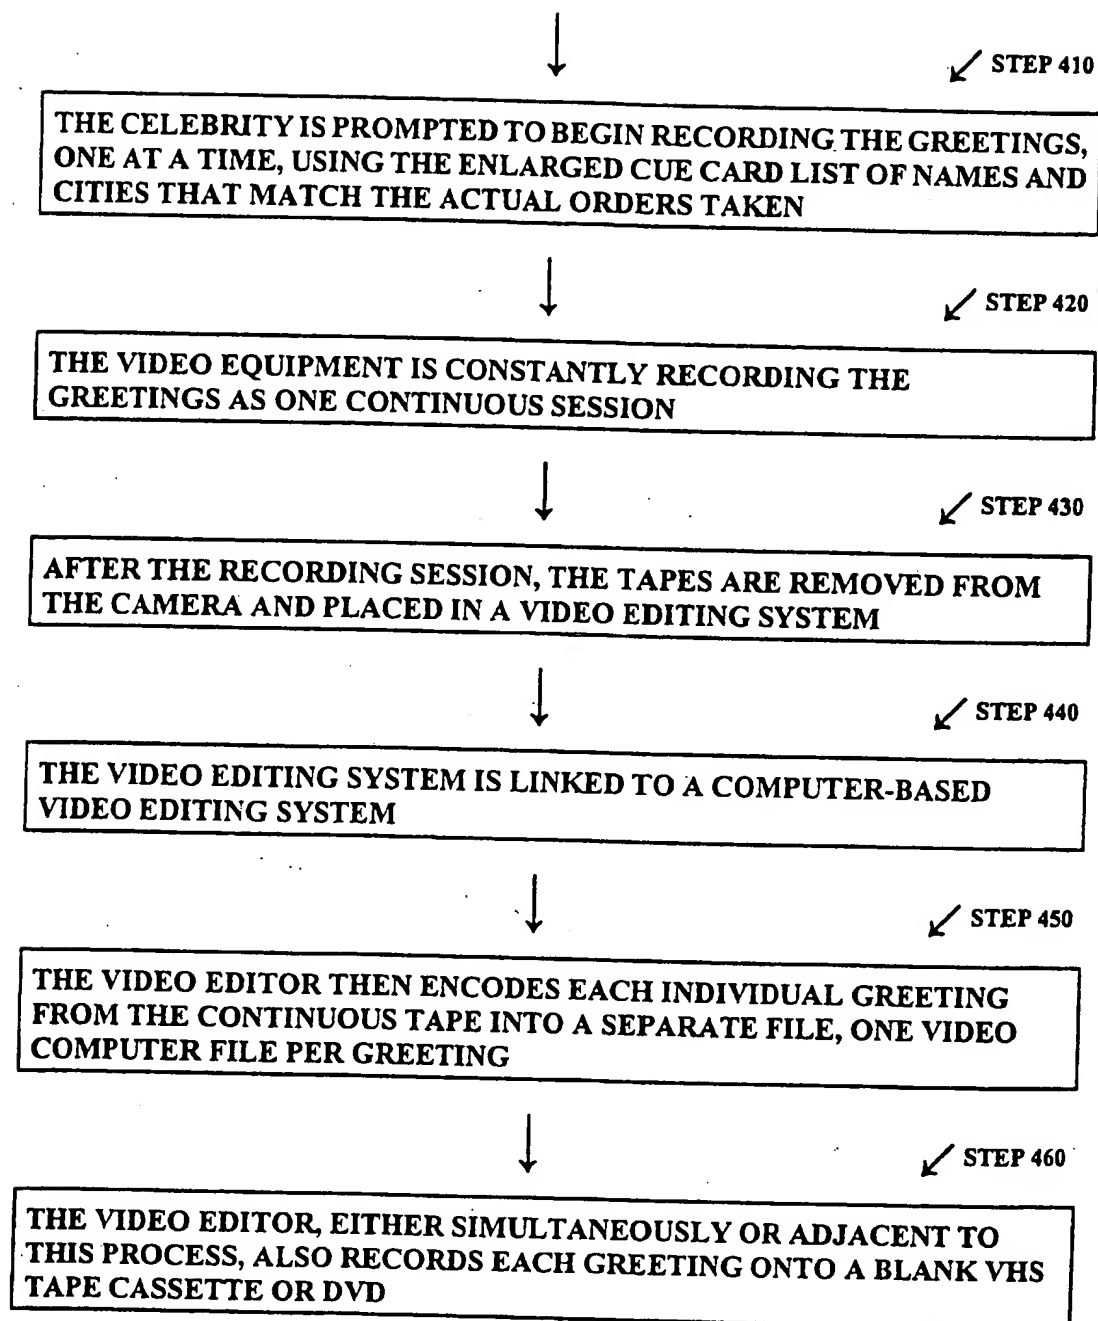 STEP 410
THE CELEBRITY IS PROMPTED TO BEGIN RECORDING THE GREETINGS,
ONE AT A TIME, USING THE ENLARGED CUE CARD LIST OF NAMES AND
CITIES THAT MATCH THE ACTUAL ORDERS TAKEN
STEP 420
THE VIDEO EQUIPMENT IS CONSTANTLY RECORDING THE
GREETINGS AS ONE CONTINUOUS SESSION
STEP 430
AFTER THE RECORDING SESSION, THE TAPES ARE REMOVED FROM
THE CAMERA AND PLACED IN A VIDEO EDITING SYSTEM
STEP 440
THE VIDEO EDITING SYSTEM IS LINKED TO A COMPUTER-BASED
VIDEO EDITING SYSTEM
STEP 450
THE VIDEO EDITOR THEN ENCODES EACH INDIVIDUAL GREETING
FROM THE CONTINUOUS TAPE INTO A SEPARATE FILE, ONE VIDEO
COMPUTER FILE PER GREETING
STEP 460
THE VIDEO EDITOR, EITHER SIMULTANEOUSLY OR ADJACENT TO
THIS PROCESS, ALSO RECORDS EACH GREETING ONTO A BLANK VHS
TAPE CASSETTE OR DVD